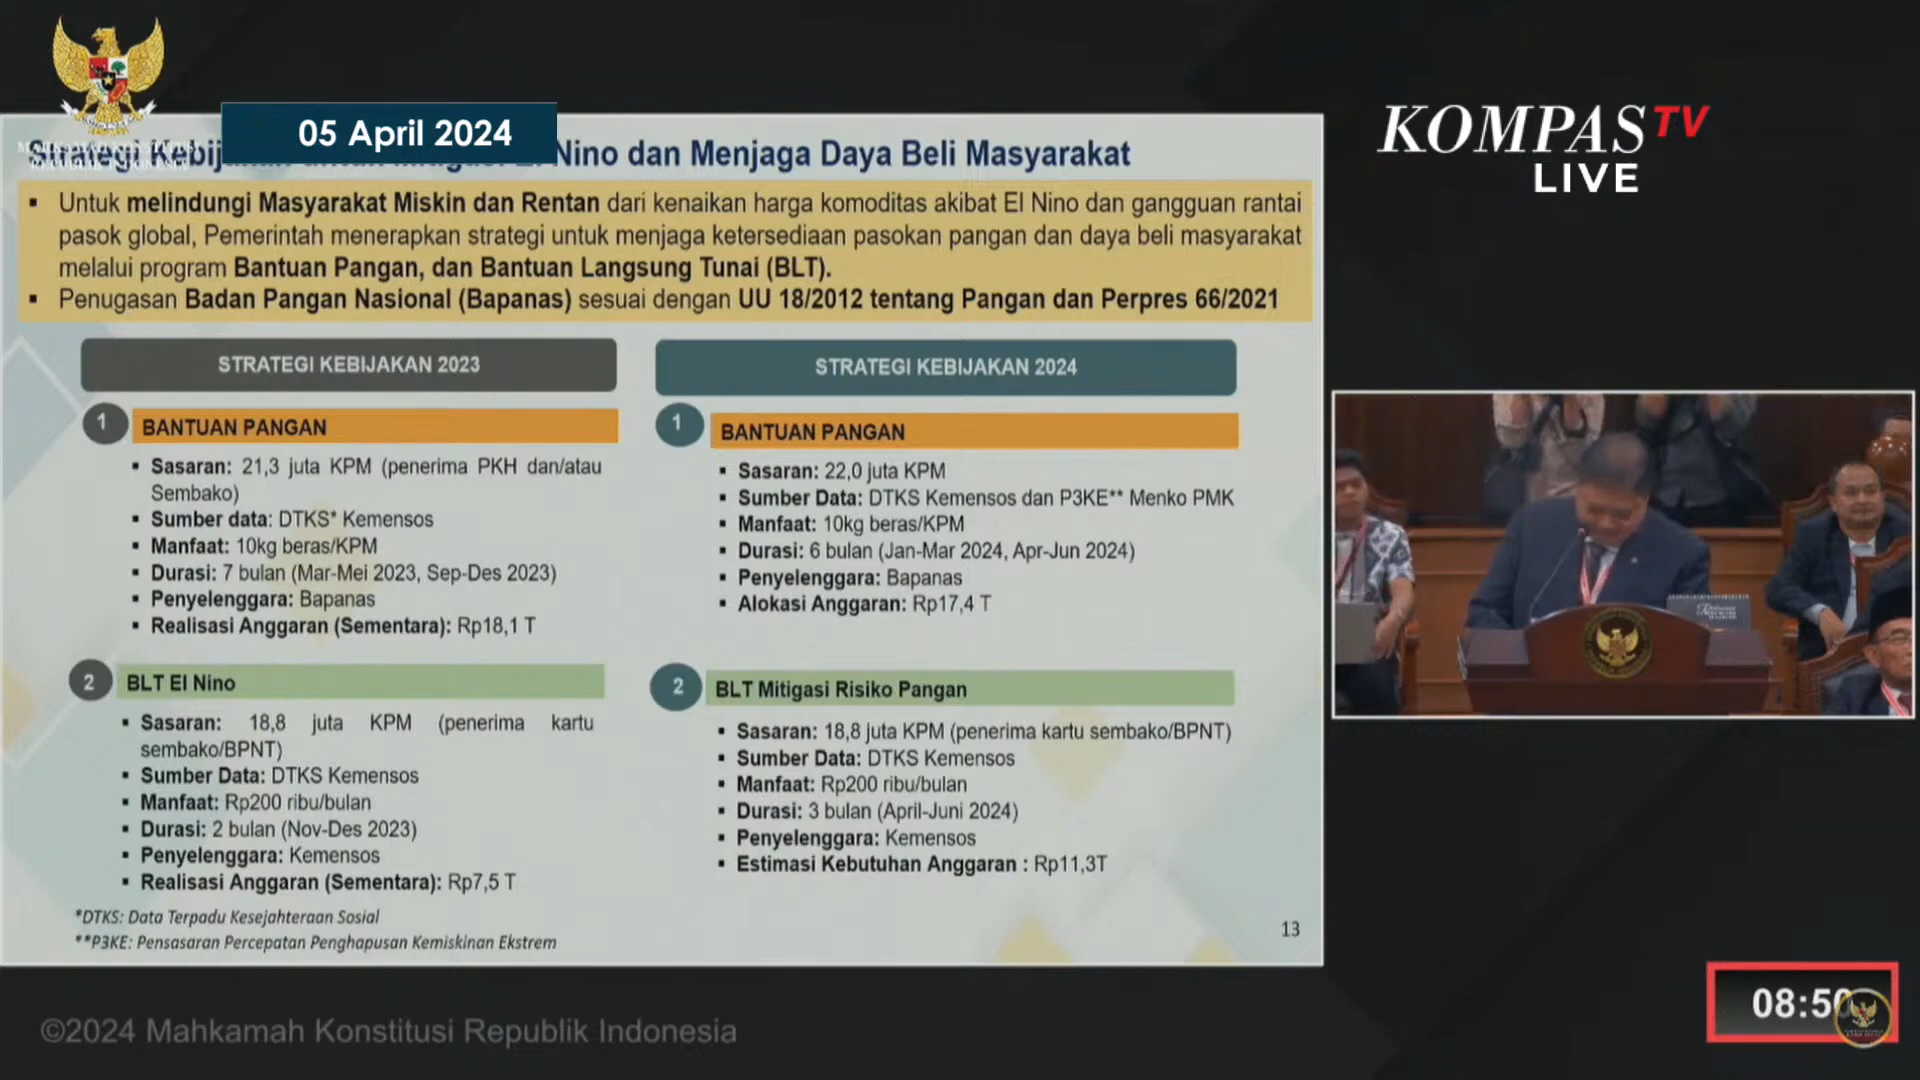 05 April 2024
KOMPAS TV
LIVE
MAHKAMAH KONSTITUSI
REPUBLIK INDONESIA
Nino dan Menjaga Daya Beli Masyarakat
▪ Untuk melindungi Masyarakat Miskin dan Rentan dari kenaikan harga komoditas akibat El Nino dan gangguan rantai
pasok global, Pemerintah menerapkan strategi untuk menjaga ketersediaan pasokan pangan dan daya beli masyarakat
melalui program Bantuan Pangan, dan Bantuan Langsung Tunai (BLT).
▪ Penugasan Badan Pangan Nasional (Bapanas) sesuai dengan UU 18/2012 tentang Pangan dan Perpres 66/2021
STRATEGI KEBIJAKAN 2023
1 BANTUAN PANGAN
▪ Sasaran: 21,3 juta KPM (penerima PKH dan/atau
Sembako)
▪ Sumber data: DTKS* Kemensos
▪ Manfaat: 10kg beras/KPM
▪ Durasi: 7 bulan (Mar-Mei 2023, Sep-Des 2023)
▪ Penyelenggara: Bapanas
▪ Realisasi Anggaran (Sementara): Rp18,1 T
2 BLT El Nino
▪ Sasaran: 18,8 juta KPM (penerima kartu
sembako/BPNT)
▪ Sumber Data: DTKS Kemensos
▪ Manfaat: Rp200 ribu/bulan
▪ Durasi: 2 bulan (Nov-Des 2023)
▪ Penyelenggara: Kemensos
▪ Realisasi Anggaran (Sementara): Rp7,5 T
STRATEGI KEBIJAKAN 2024
1 BANTUAN PANGAN
▪ Sasaran: 22,0 juta KPM
▪ Sumber Data: DTKS Kemensos dan P3KE** Menko PMK
▪ Manfaat: 10kg beras/KPM
▪ Durasi: 6 bulan (Jan-Mar 2024, Apr-Jun 2024)
▪ Penyelenggara: Bapanas
▪ Alokasi Anggaran: Rp17,4 T
2 BLT Mitigasi Risiko Pangan
▪ Sasaran: 18,8 juta KPM (penerima kartu sembako/BPNT)
▪ Sumber Data: DTKS Kemensos
▪ Manfaat: Rp200 ribu/bulan
▪ Durasi: 3 bulan (April-Juni 2024)
▪ Penyelenggara: Kemensos
▪ Estimasi Kebutuhan Anggaran : Rp11,3T
*DTKS: Data Terpadu Kesejahteraan Sosial
**P3KE: Pensasaran Percepatan Penghapusan Kemiskinan Ekstrem
13
08:50
©2024 Mahkamah Konstitusi Republik Indonesia